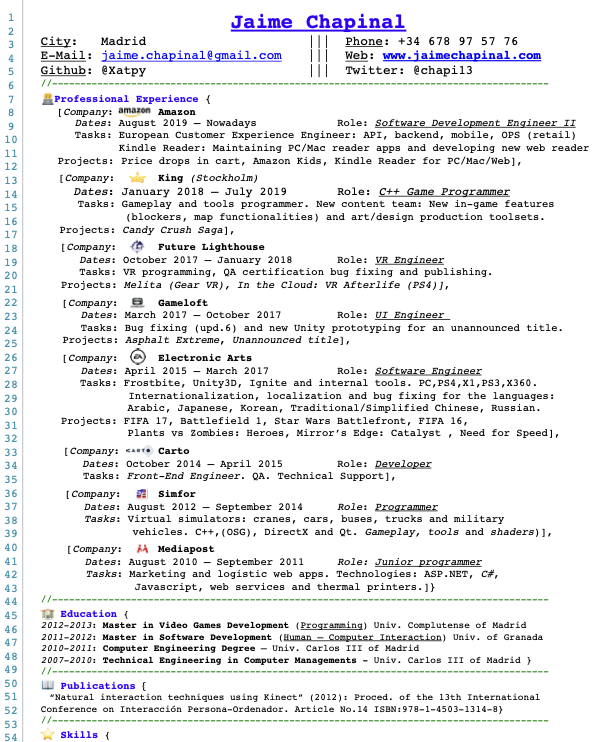 Jaime Chapinal
1
2
3 City: Madrid ||| Phone: +34 678 97 57 76
4 E-Mail: jaime.chapinal@gmail.com ||| Web: www.jaimechapinal.com
5 Github: @Xatpy ||| Twitter: @chapi13
6 //----------------------------------------------------------------------
7 Professional Experience {
8 [Company: amazon Amazon
9 Dates: August 2019 – Nowadays Role: Software Development Engineer II
10 Tasks: European Customer Experience Engineer: API, backend, mobile, OPS (retail)
11 Kindle Reader: Maintaining PC/Mac reader apps and developing new web reader
12 Projects: Price drops in cart, Amazon Kids, Kindle Reader for PC/Mac/Web],
13 [Company: King (Stockholm)
14 Dates: January 2018 – July 2019 Role: C++ Game Programmer
15 Tasks: Gameplay and tools programmer. New content team: New in-game features
16 (blockers, map functionalities) and art/design production toolsets.
17 Projects: Candy Crush Saga],
18 [Company: Future Lighthouse
19 Dates: October 2017 – January 2018 Role: VR Engineer
20 Tasks: VR programming, QA certification bug fixing and publishing.
21 Projects: Melita (Gear VR), In the Cloud: VR Afterlife (PS4)],
22 [Company: Gameloft
23 Dates: March 2017 – October 2017 Role: UI Engineer
24 Tasks: Bug fixing (upd.6) and new Unity prototyping for an unannounced title.
25 Projects: Asphalt Extreme, Unannounced title],
26 [Company: EA Electronic Arts
27 Dates: April 2015 – March 2017 Role: Software Engineer
28 Tasks: Frostbite, Unity3D, Ignite and internal tools. PC,PS4,X1,PS3,X360.
29 Internationalization, localization and bug fixing for the languages:
30 Arabic, Japanese, Korean, Traditional/Simplified Chinese, Russian.
31 Projects: FIFA 17, Battlefield 1, Star Wars Battlefront, FIFA 16,
32 Plants vs Zombies: Heroes, Mirror's Edge: Catalyst , Need for Speed],
33 [Company: CARTO Carto
34 Dates: October 2014 – April 2015 Role: Developer
35 Tasks: Front-End Engineer. QA. Technical Support],
36 [Company: Simfor
37 Dates: August 2012 – September 2014 Role: Programmer
38 Tasks: Virtual simulators: cranes, cars, buses, trucks and military
39 vehicles. C++,(OSG), DirectX and Qt. Gameplay, tools and shaders)],
40 [Company: Mediapost
41 Dates: August 2010 – September 2011 Role: Junior programmer
42 Tasks: Marketing and logistic web apps. Technologies: ASP.NET, C#,
43 Javascript, web services and thermal printers.]}
44 //----------------------------------------------------------------------
45 Education {
46 2012-2013: Master in Video Games Development (Programming) Univ. Complutense of Madrid
47 2011-2012: Master in Software Development (Human – Computer Interaction) Univ. of Granada
48 2010-2011: Computer Engineering Degree – Univ. Carlos III of Madrid
2007-2010: Technical Engineering in Computer Managements – Univ. Carlos III of Madrid }
49 //----------------------------------------------------------------------
50 Publications {
51 "Natural interaction techniques using Kinect" (2012): Proced. of the 13th International
52 Conference on Interacción Persona-Ordenador. Article No.14 ISBN:978-1-4503-1314-8}
53 //----------------------------------------------------------------------
54 Skills {